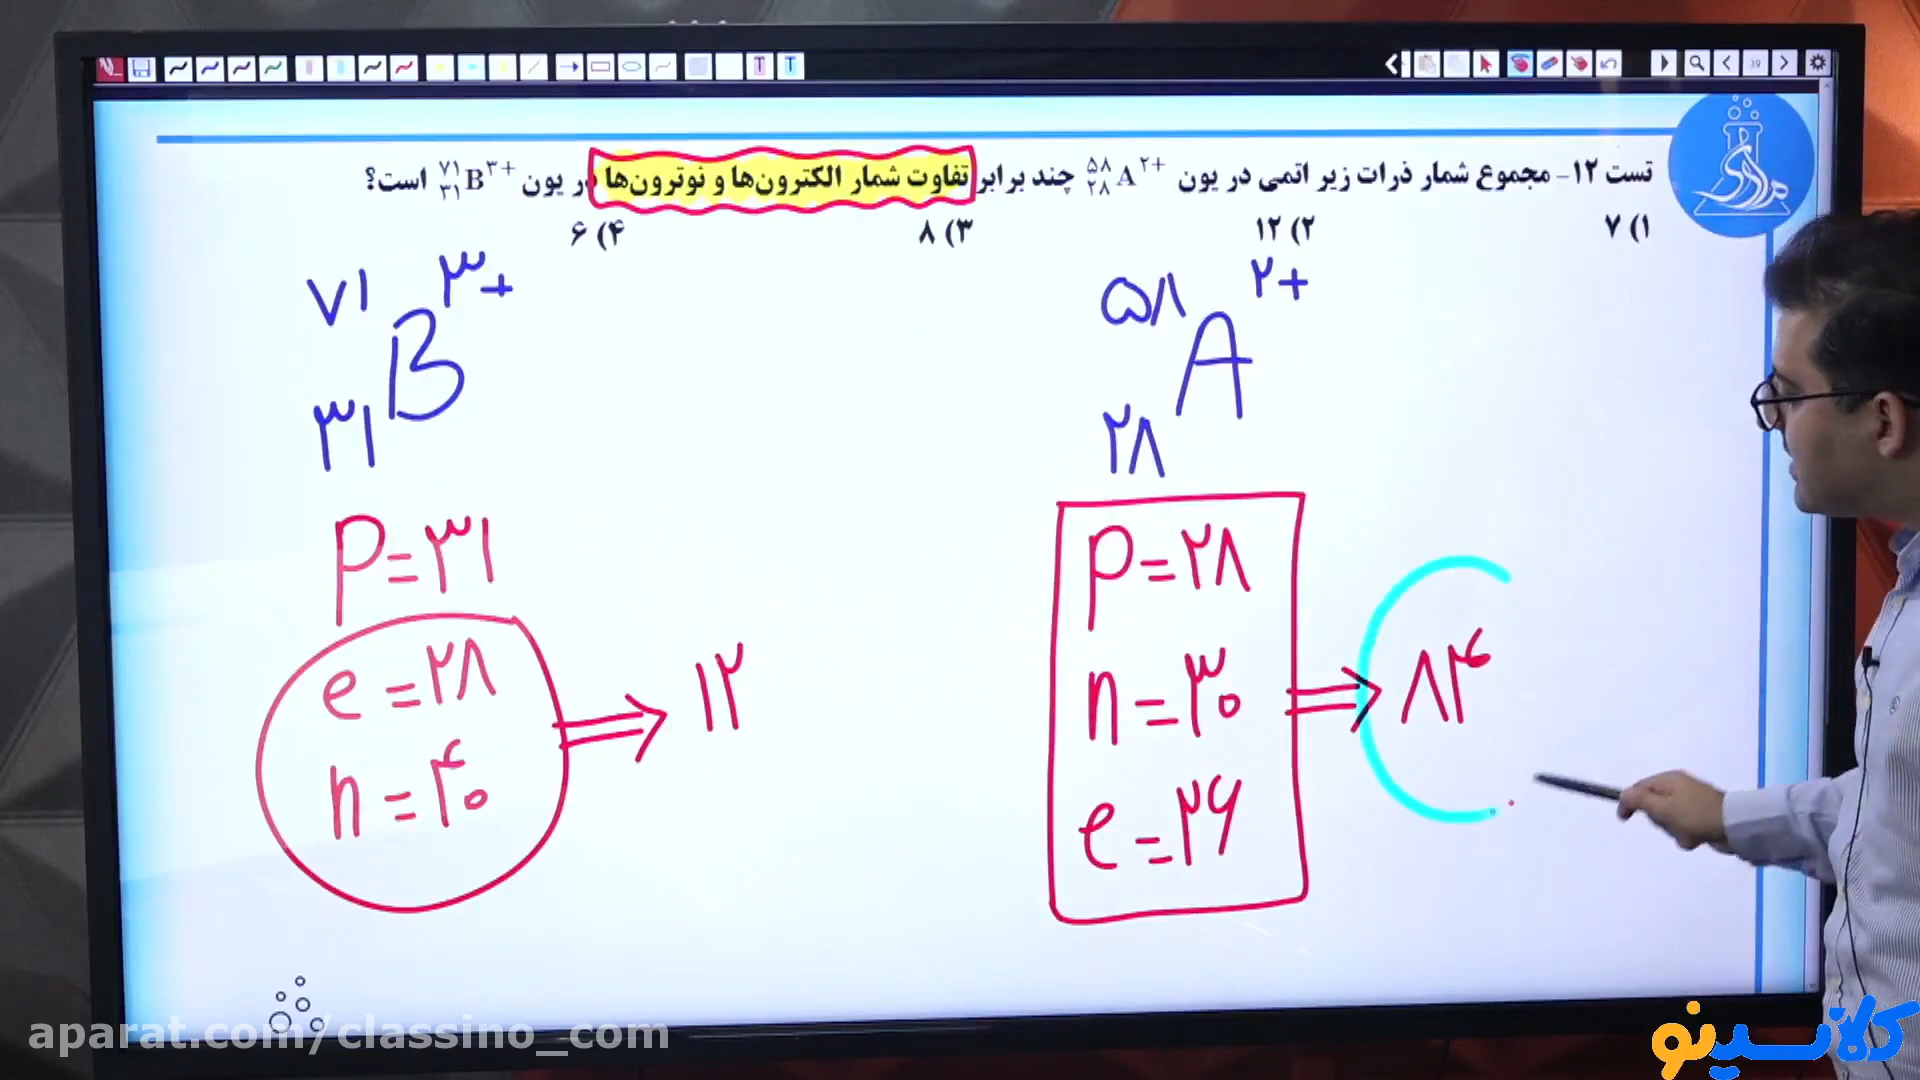 تست ۱۲- مجموع شمار ذرات زیر اتمی در یون ⁵⁸₂₈A²⁺ چند برابر تفاوت شمار الکترون‌ها و نوترون‌ها در یون ⁷¹₃₁B³⁺ است؟
۱) ۷ ۲) ۱۲ ۳) ۸ ۴) ۶
۵۸ A ۲+
۲۸
P=۲۸
n=۳۰
e=۲۶
۸۴
۷۱ B ۳+
۳۱
P=۳۱
e=۲۸
n=۴۰
۱۲
39
aparat.com/classino_com
کلاسینو